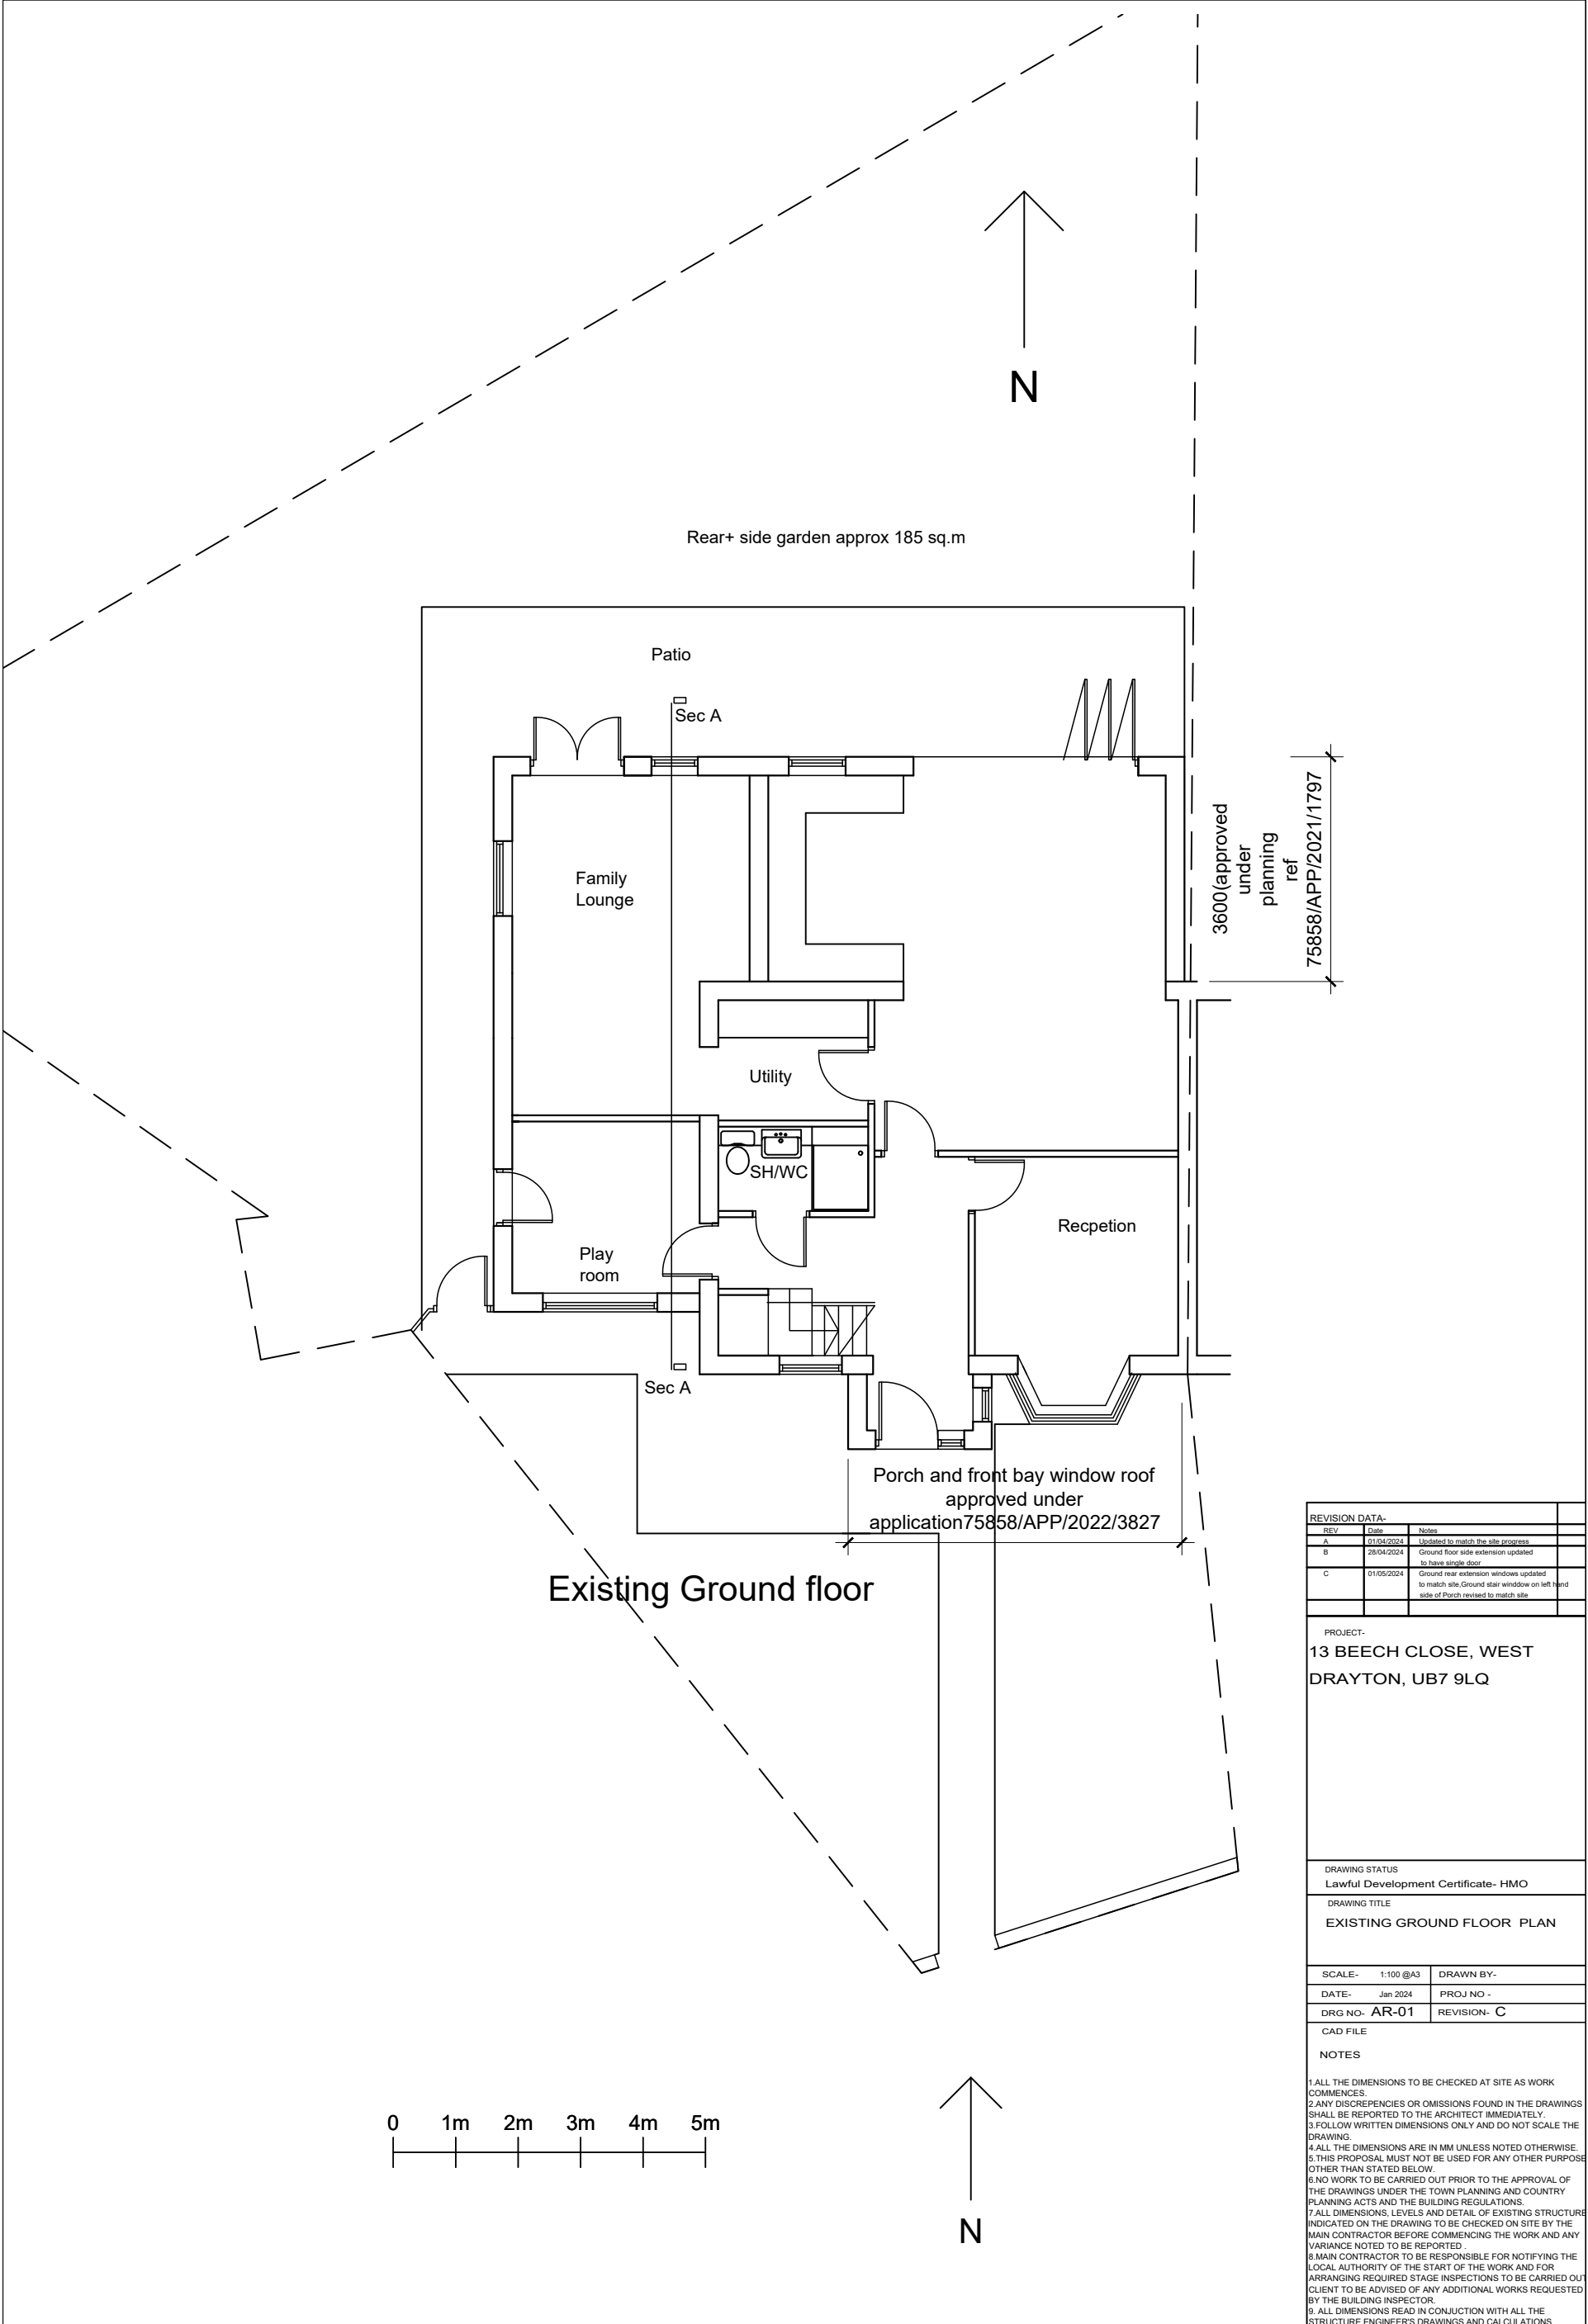 N
Rear+ side garden approx 185 sq.m
Patio
Sec A
Family
Lounge
3600(approved
under
planning
ref
75858/APP/2021/1797
Utility
SH/WC
Recpetion
Play
room
Sec A
Porch and front bay window roof
approved under
application75858/APP/2022/3827
Existing Ground floor
0 1m 2m 3m 4m 5m
N
REVISION DATA-
REV Date Notes
A 01/04/2024 Updated to match the site progress
B 28/04/2024 Ground floor side extension updated
to have single door
C 01/05/2024 Ground rear extension windows updated
to match site,Ground stair winddow on left hand
side of Porch revised to match site
PROJECT-
13 BEECH CLOSE, WEST
DRAYTON, UB7 9LQ
DRAWING STATUS
Lawful Development Certificate- HMO
DRAWING TITLE
EXISTING GROUND FLOOR PLAN
SCALE- 1:100 @A3 DRAWN BY-
DATE- Jan 2024 PROJ NO -
DRG NO- AR-01 REVISION- C
CAD FILE
NOTES
1.ALL THE DIMENSIONS TO BE CHECKED AT SITE AS WORK
COMMENCES.
2.ANY DISCREPENCIES OR OMISSIONS FOUND IN THE DRAWINGS
SHALL BE REPORTED TO THE ARCHITECT IMMEDIATELY.
3.FOLLOW WRITTEN DIMENSIONS ONLY AND DO NOT SCALE THE
DRAWING.
4.ALL THE DIMENSIONS ARE IN MM UNLESS NOTED OTHERWISE.
5.THIS PROPOSAL MUST NOT BE USED FOR ANY OTHER PURPOSE
OTHER THAN STATED BELOW.
6.NO WORK TO BE CARRIED OUT PRIOR TO THE APPROVAL OF
THE DRAWINGS UNDER THE TOWN PLANNING AND COUNTRY
PLANNING ACTS AND THE BUILDING REGULATIONS.
7.ALL DIMENSIONS, LEVELS AND DETAIL OF EXISTING STRUCTURE
INDICATED ON THE DRAWING TO BE CHECKED ON SITE BY THE
MAIN CONTRACTOR BEFORE COMMENCING THE WORK AND ANY
VARIANCE NOTED TO BE REPORTED .
8.MAIN CONTRACTOR TO BE RESPONSIBLE FOR NOTIFYING THE
LOCAL AUTHORITY OF THE START OF THE WORK AND FOR
ARRANGING REQUIRED STAGE INSPECTIONS TO BE CARRIED OUT
CLIENT TO BE ADVISED OF ANY ADDITIONAL WORKS REQUESTED
BY THE BUILDING INSPECTOR.
9. ALL DIMENSIONS READ IN CONJUCTION WITH ALL THE
STRUCTURE ENGINEER'S DRAWINGS AND CALCULATIONS